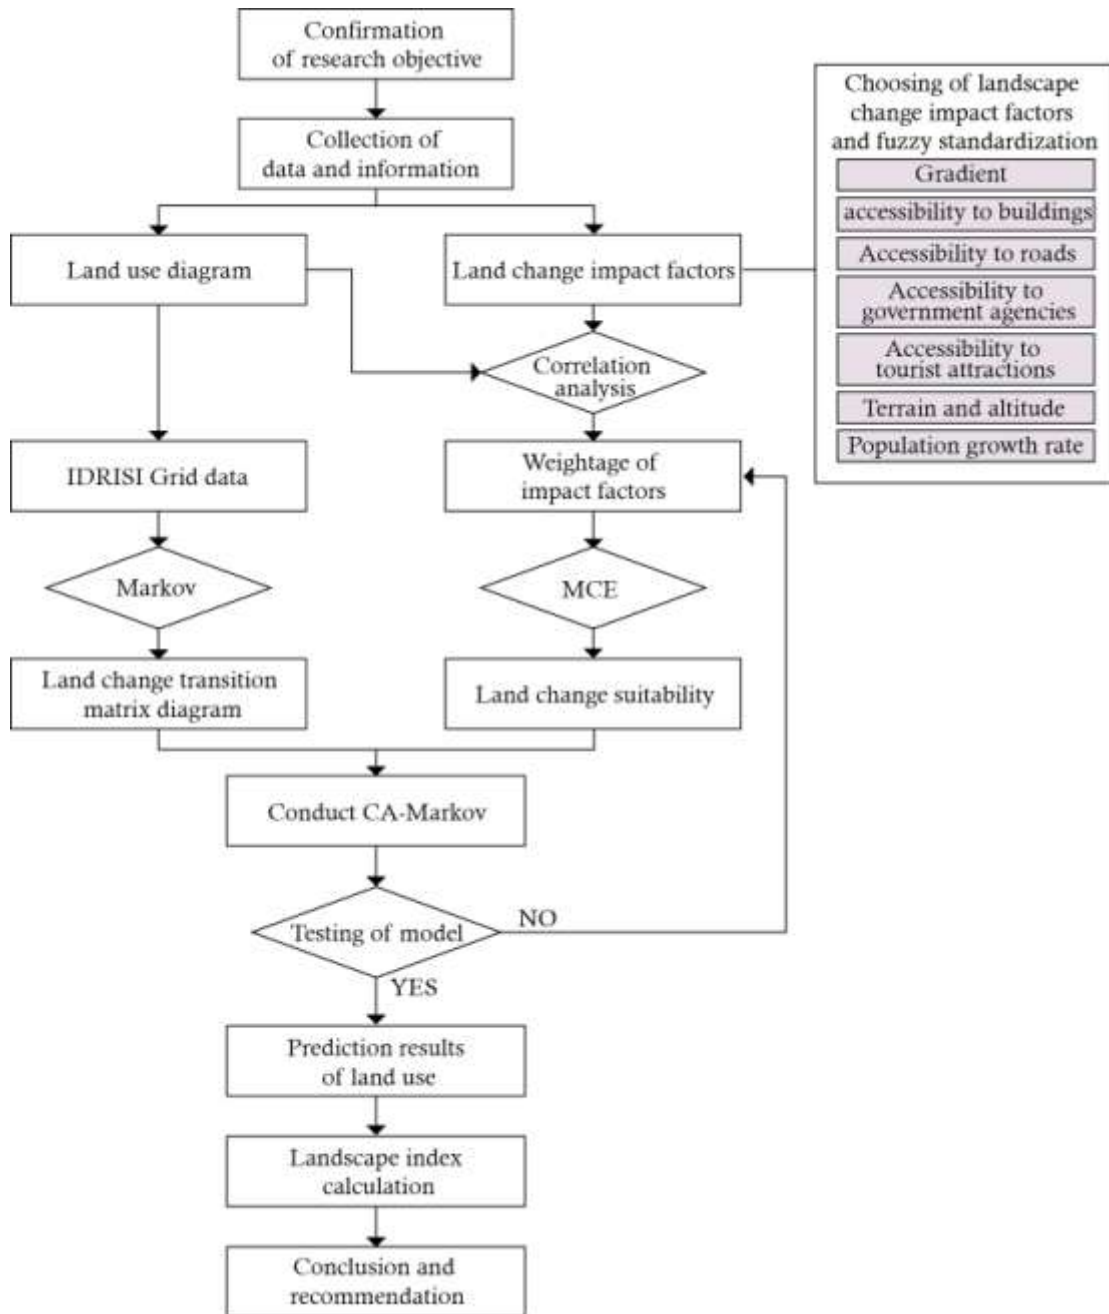 Confirmation
of research objective
Collection of
data and information
Choosing of landscape
change impact factors
and fuzzy standardization
Gradient
accessibility to buildings
Accessibility to roads
Accessibility to
government agencies
Accessibility to
tourist attractions
Terrain and altitude
Population growth rate
Land use diagram
Land change impact factors
Correlation
analysis
IDRISI Grid data
Weightage of
impact factors
Markov
MCE
Land change transition
matrix diagram
Land change suitability
Conduct CA-Markov
Testing of model
NO
YES
Prediction results
of land use
Landscape index
calculation
Conclusion and
recommendation